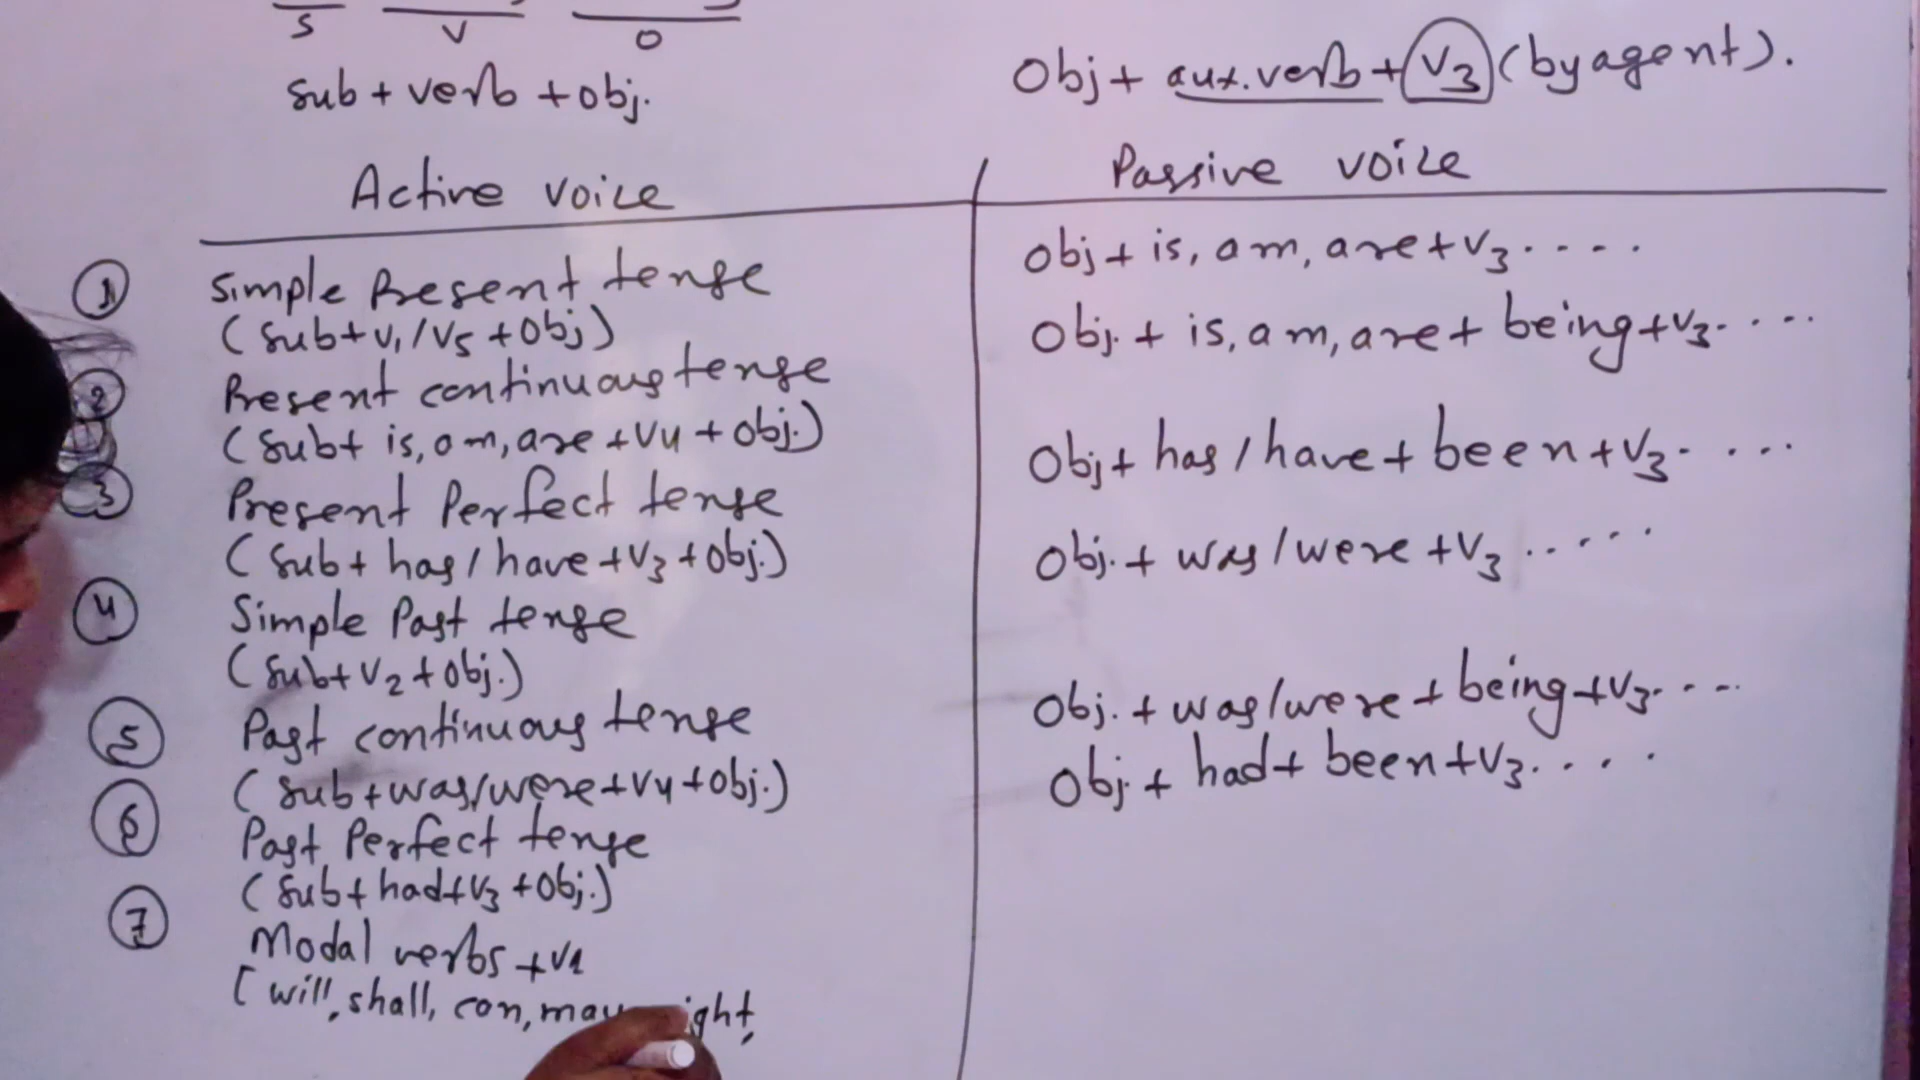 S V O
sub + verb + obj.
Obj + aux.verb + V3 (by agent).
Active voice
Passive voice
1 Simple Present tense
(Sub + V1/V5 + Obj)
2 Present continuous tense
(Sub + is, am, are + V4 + Obj.)
3 Present Perfect tense
(Sub + has/have + V3 + Obj.)
4 Simple Past tense
(Sub + V2 + Obj.)
5 Past continuous tense
(Sub + was/were + V4 + Obj.)
6 Past Perfect tense
(Sub + had + V3 + Obj.)
7 Modal verbs + V1
[will, shall, can, may,
Obj + is, am, are + V3....
Obj. + is, am, are + being + V3....
Obj + has/have + been + V3....
Obj. + was/were + V3.....
Obj. + was/were + being + V3....
Obj. + had + been + V3....